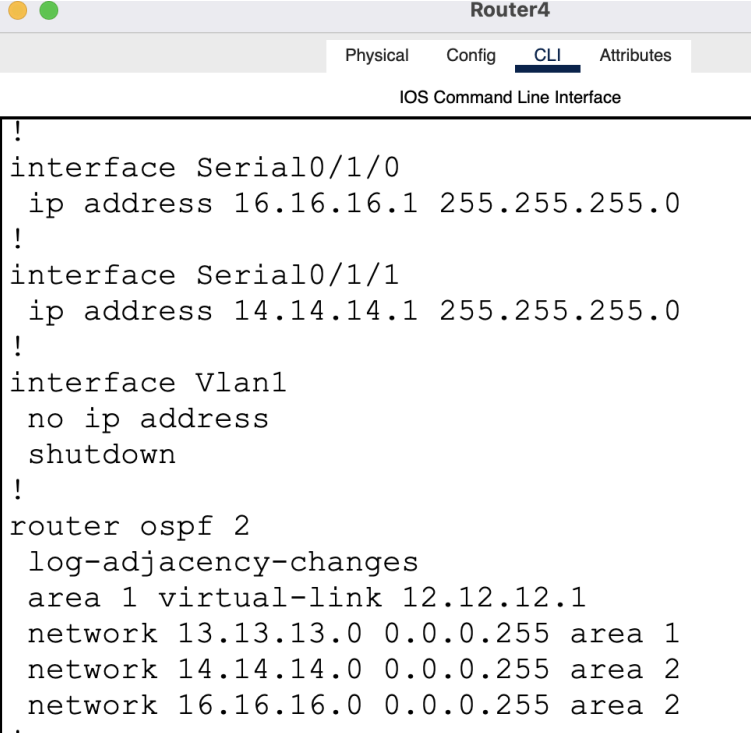 Router4
Physical Config CLI Attributes
IOS Command Line Interface
!
interface Serial0/1/0
 ip address 16.16.16.1 255.255.255.0
!
interface Serial0/1/1
 ip address 14.14.14.1 255.255.255.0
!
interface Vlan1
 no ip address
 shutdown
!
router ospf 2
 log-adjacency-changes
 area 1 virtual-link 12.12.12.1
 network 13.13.13.0 0.0.0.255 area 1
 network 14.14.14.0 0.0.0.255 area 2
 network 16.16.16.0 0.0.0.255 area 2